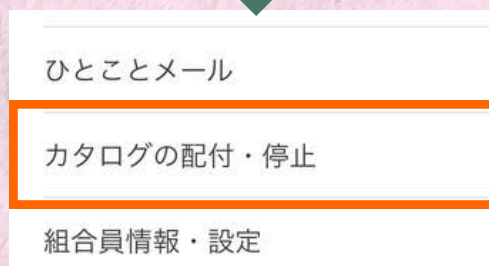 ひとことメール
カタログの配付・停止
組合員情報・設定